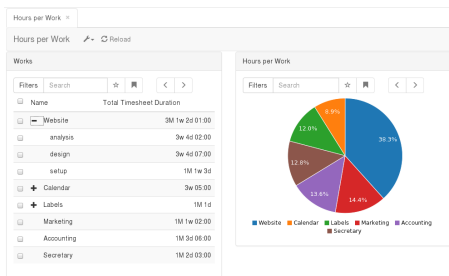 Hours per Work ×
Hours per Work Reload
Works
Filters Search
Name Total Timesheet Duration
Website 3M 1w 2d 01:00
analysis 3w 4d 02:00
design 3w 4d 07:00
setup 1M 1w 3d
Calendar 3w 05:00
Labels 1M 1d
Marketing 1M 1w 02:00
Accounting 1M 3d 06:00
Secretary 1M 2d 03:00
Hours per Work
Filters Search
8.9%
12.0%
38.3%
12.8%
13.6%
14.4%
Website Calendar Labels Marketing Accounting
Secretary